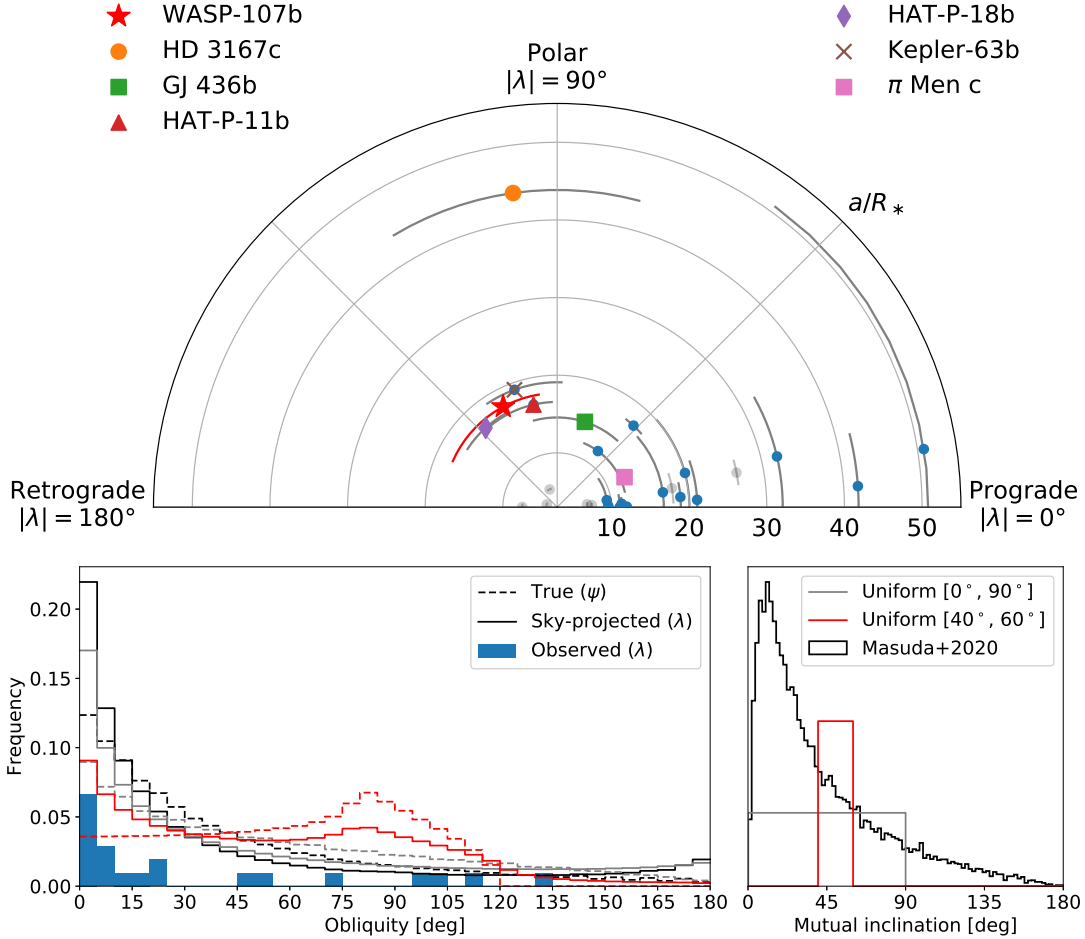 WASP-107b
HD 3167c
GJ 436b
HAT-P-11b
HAT-P-18b
Kepler-63b
π Men c
Polar
|λ| = 90°
a/R*
Retrograde
|λ| = 180°
Prograde
|λ| = 0°
10 20 30 40 50
True (ψ)
Sky-projected (λ)
Observed (λ)
Frequency
0.20
0.15
0.10
0.05
0.00
0 15 30 45 55 75 90 105 120 135 165 165 180
Obliquity [deg]
Uniform [0°, 90°]
Uniform [40°, 60°]
Masuda+2020
0 45 90 135 180
Mutual inclination [deg]